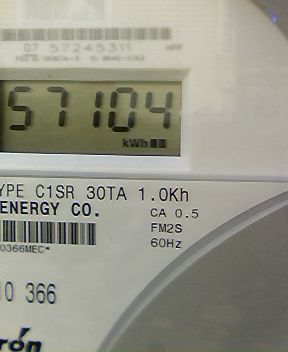 07 57245311
57104
kWh
YPE C1SR 30TA 1.0Kh
ENERGY CO.
CA 0.5
FM2S
60Hz
0366MEC*
10 366
rón